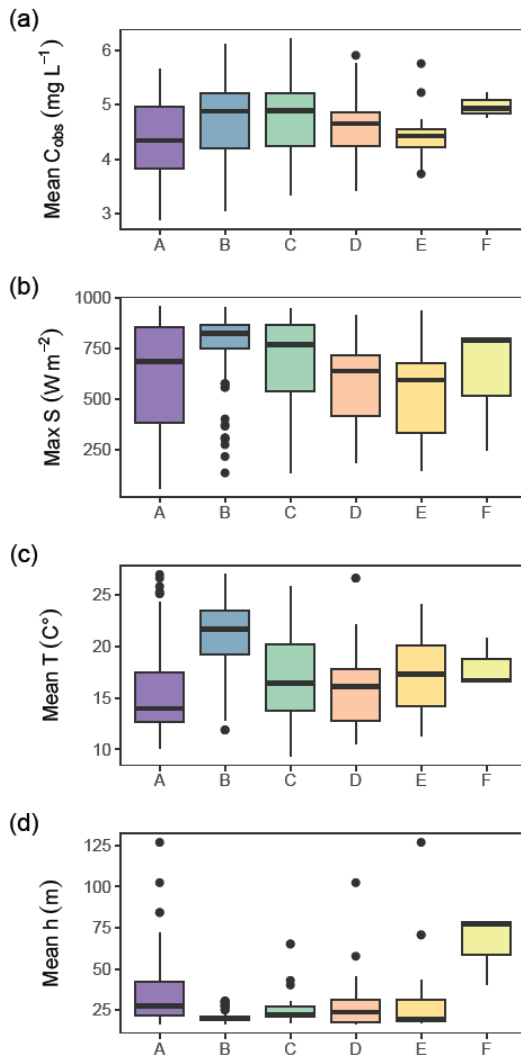 (a)
Mean C_obs (mg L⁻¹)
6
5
4
3
A B C D E F
(b)
Max S (W m⁻²)
1000
750
500
250
A B C D E F
(c)
Mean T (C°)
25
20
15
10
A B C D E F
(d)
Mean h (m)
125
100
75
50
25
A B C D E F